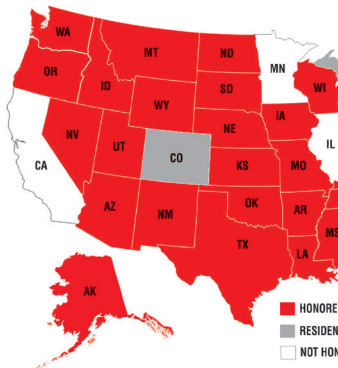 WA
MT
ND
MN
OR
ID
SD
WI
WY
NV
UT
CO
NE
IA
IL
CA
KS
MO
AZ
NM
OK
AR
MS
TX
LA
AK
HONORE
RESIDEN
NOT HON